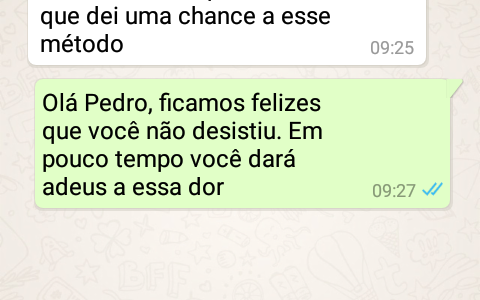 que dei uma chance a esse
método
09:25
Olá Pedro, ficamos felizes
que você não desistiu. Em
pouco tempo você dará
adeus a essa dor
09:27
BFF